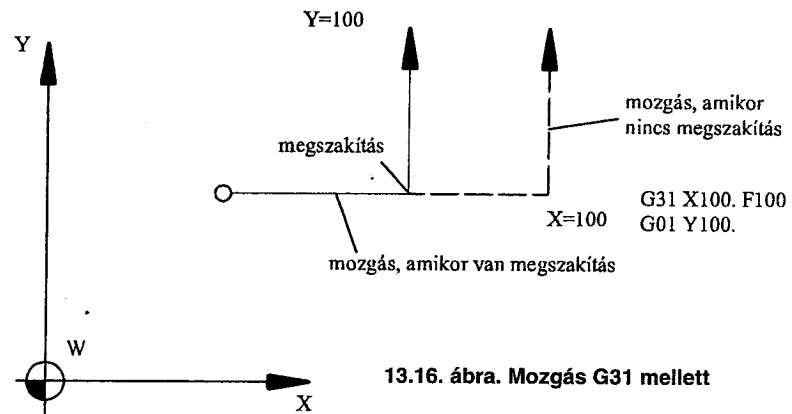 Y=100
Y
mozgás, amikor
nincs megszakítás
megszakítás
G31 X100. F100
X=100
G01 Y100.
mozgás, amikor van megszakítás
W
X
13.16. ábra. Mozgás G31 mellett